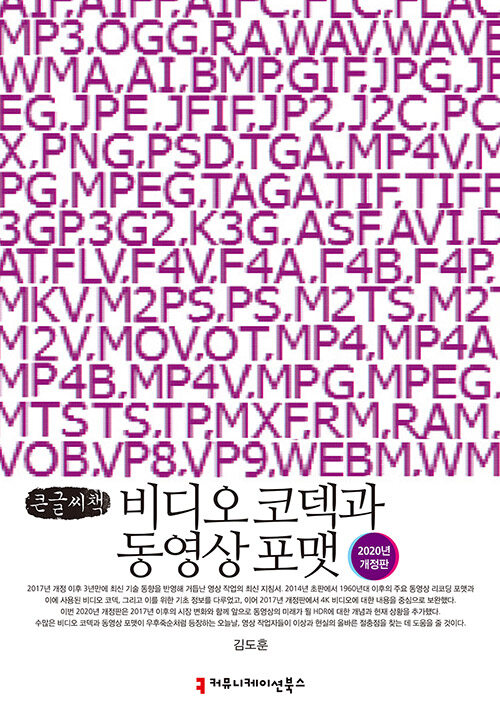 AI,AIFF,AIFC,FLC,FLAC
MP3,OGG,RA,WAV,WAVE
WMA,AI,BMP,GIF,JPG,J
EG,JPE,JFIF,JP2,J2C,PC
X,PNG,PSD,TGA,MP4V,M
PG,MPEG,TAGA,TIF,TIFF
3GP,3G2,K3G,ASF,AVI,D
AT,FLV,F4V,F4A,F4B,F4P,
MKV,M2PS,PS,M2TS,M2
T2V,MOV,OT,MP4,MP4A
MP4B,MP4V,MPG,MPEG
MTSTS,TP,MXF,RM,RAM,
VOB,VP8,VP9,WEBM,WM
큰글씨책
비디오 코덱과
동영상 포맷
2020년
개정판
2017년 개정 이후 3년만에 최신 기술 동향을 반영해 거듭난 영상 작업의 최신 지침서. 2014년 초판에서 1960년대 이후의 주요 동영상 리코딩 포맷과
이에 사용된 비디오 코덱, 그리고 이를 위한 기초 정보를 다루었고, 이어 2017년 개정판에서 4K 비디오에 대한 내용을 중심으로 보완했다.
이번 2020년 개정판은 2017년 이후의 시장 변화와 함께 앞으로 동영상의 미래가 될 HDR에 대한 개념과 현재 상황을 추가했다.
수많은 비디오 코덱과 동영상 포맷이 우후죽순처럼 등장하는 오늘날, 영상 작업자들이 이상과 현실의 올바른 절충점을 찾는 데 도움을 줄 것이다.
김도훈
커뮤니케이션북스